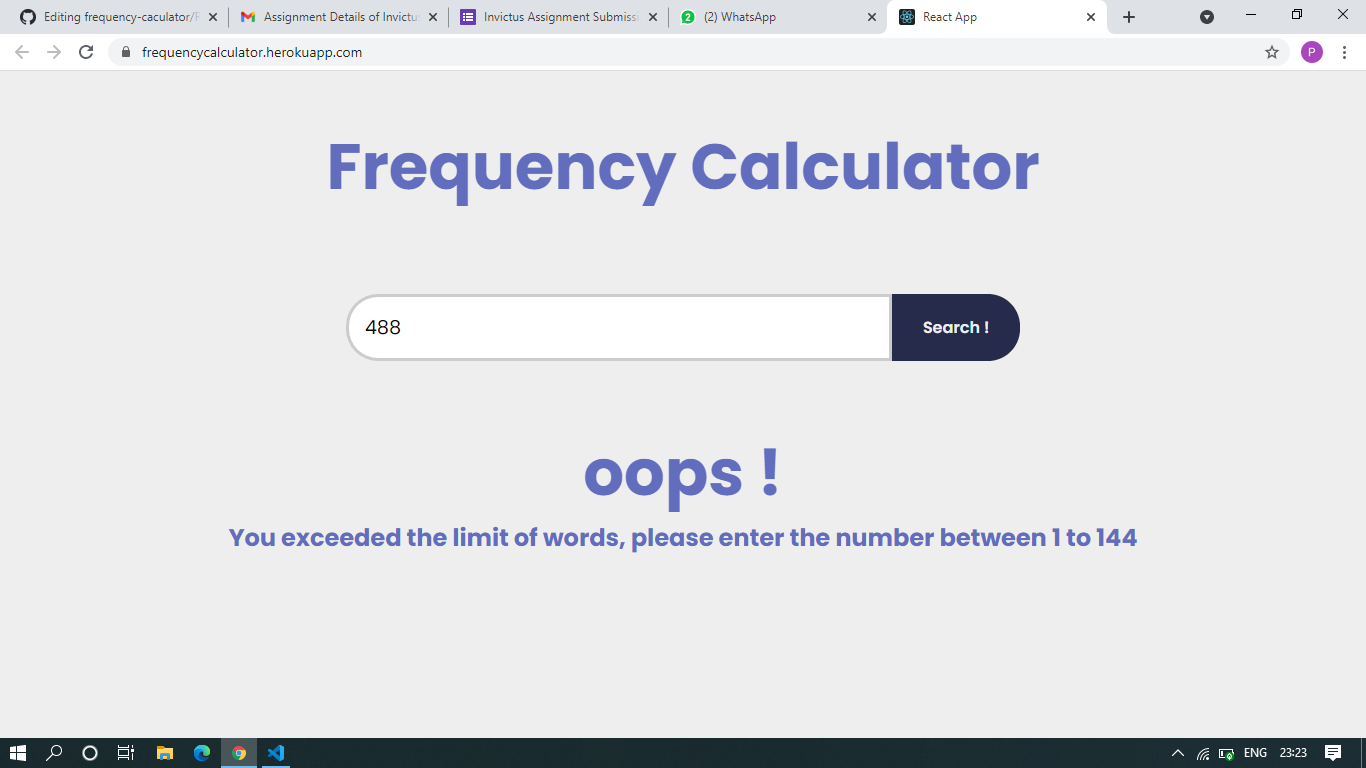 Editing frequency-caculator/R
Assignment Details of Invictus
Invictus Assignment Submiss
(2) WhatsApp
React App
frequencycalculator.herokuapp.com
P
Frequency Calculator
488
Search !
oops !
You exceeded the limit of words, please enter the number between 1 to 144
ENG
23:23